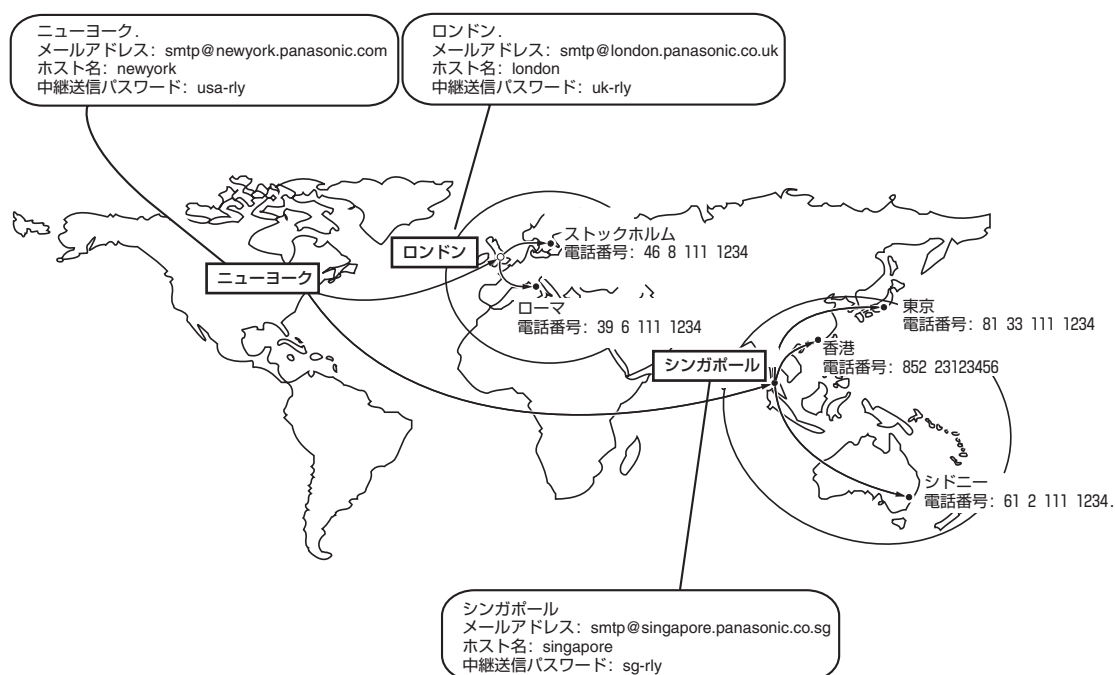 ニューヨーク.
メールアドレス: smtp@newyork.panasonic.com
ホスト名: newyork
中継送信パスワード: usa-rly
ロンドン.
メールアドレス: smtp@london.panasonic.co.uk
ホスト名: london
中継送信パスワード: uk-rly
ストックホルム
電話番号: 46 8 111 1234
ロンドン
ニューヨーク
ローマ
電話番号: 39 6 111 1234
東京
電話番号: 81 33 111 1234
香港
電話番号: 852 23123456
シンガポール
シドニー
電話番号: 61 2 111 1234.
シンガポール
メールアドレス: smtp@singapore.panasonic.co.sg
ホスト名: singapore
中継送信パスワード: sg-rly